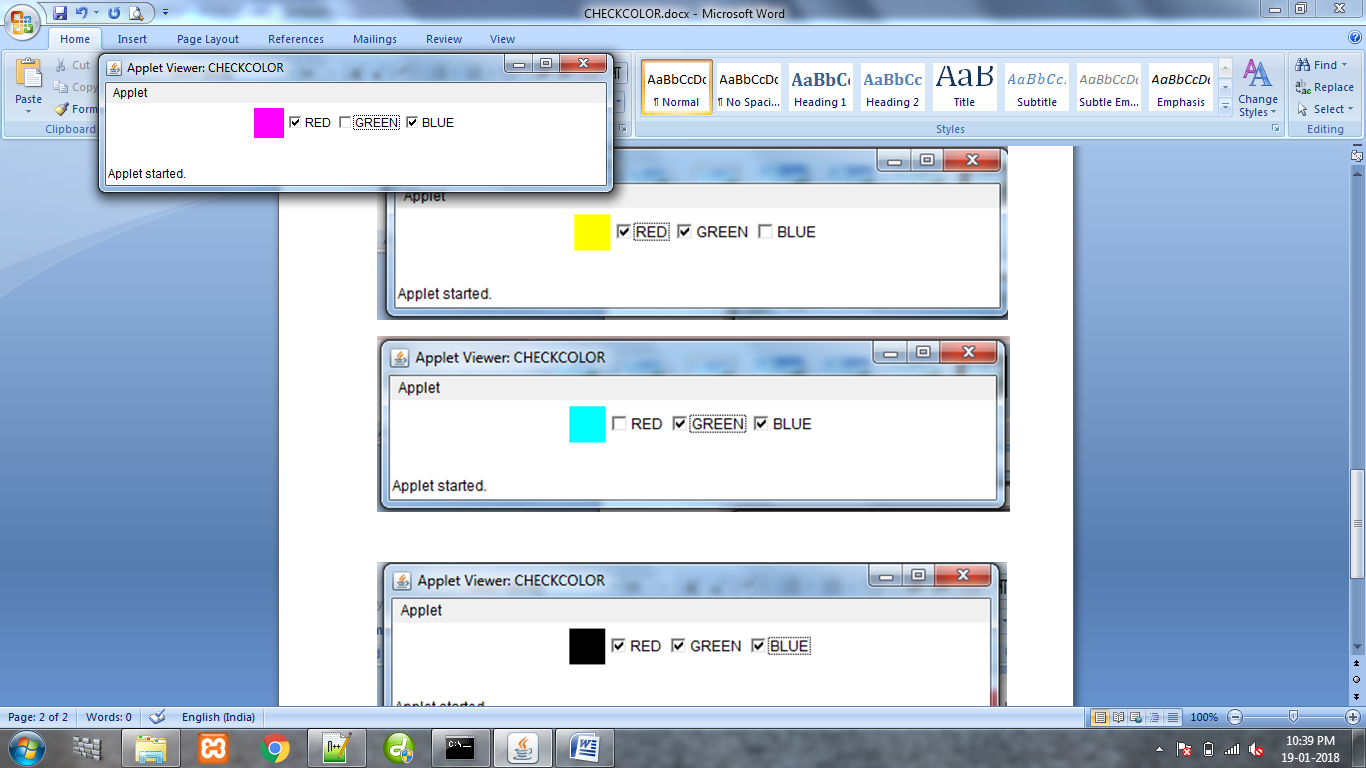 CHECKCOLOR.docx - Microsoft Word
Home Insert Page Layout References Mailings Review View
Cut
Copy
Form
Paste
Clipboard
AaBbCcDc AaBbCcDc AaBbC AaBbCc AaB AaBbCc. AaBbCcDc AaBbCcDc
¶ Normal ¶ No Spaci... Heading 1 Heading 2 Title Subtitle Subtle Em... Emphasis
Change
Styles
Styles
Find
Replace
Select
Editing
Applet Viewer: CHECKCOLOR
Applet
RED GREEN BLUE
Applet started.
Applet
RED GREEN BLUE
Applet started.
Applet Viewer: CHECKCOLOR
Applet
RED GREEN BLUE
Applet started.
Applet Viewer: CHECKCOLOR
Applet
RED GREEN BLUE
Applet started.
Page: 2 of 2 Words: 0 English (India) 100%
10:39 PM
19-01-2018